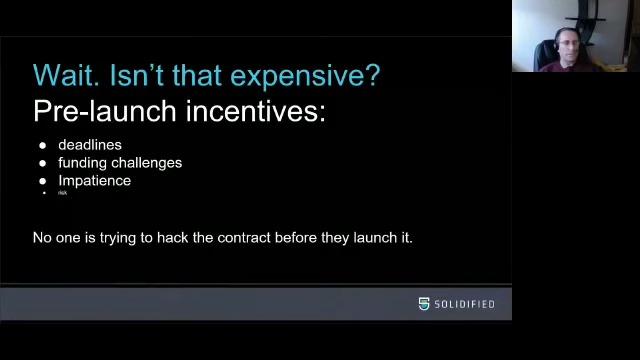 Wait. Isn't that expensive?
Pre-launch incentives:
● deadlines
● funding challenges
● Impatience
● risk
No one is trying to hack the contract before they launch it.
SOLIDIFIED